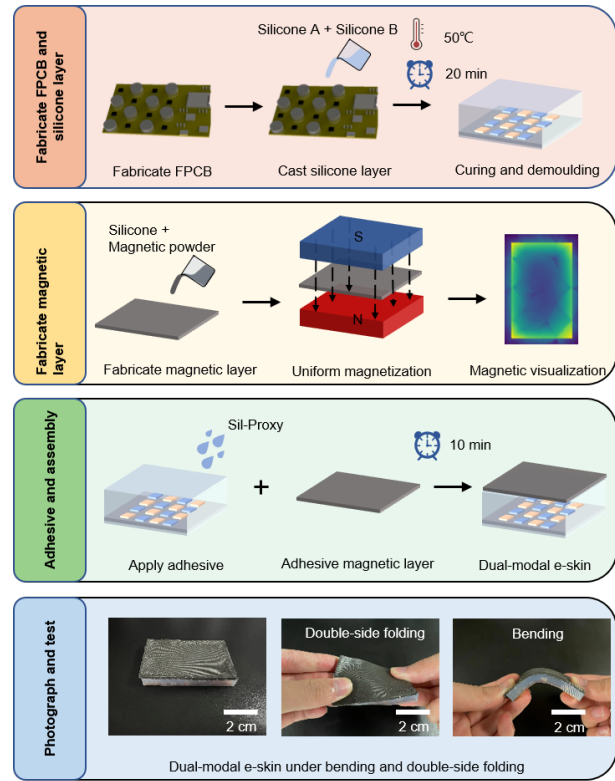 Fabricate FPCB and
silicone layer
Silicone A + Silicone B
50℃
20 min
Fabricate FPCB
Cast silicone layer
Curing and demoulding
Fabricate magnetic
layer
Silicone +
Magnetic powder
S
N
Fabricate magnetic layer
Uniform magnetization
Magnetic visualization
Adhesive and assembly
Sil-Proxy
10 min
Apply adhesive
Adhesive magnetic layer
Dual-modal e-skin
Photograph and test
2 cm
Double-side folding
2 cm
Bending
2 cm
Dual-modal e-skin under bending and double-side folding